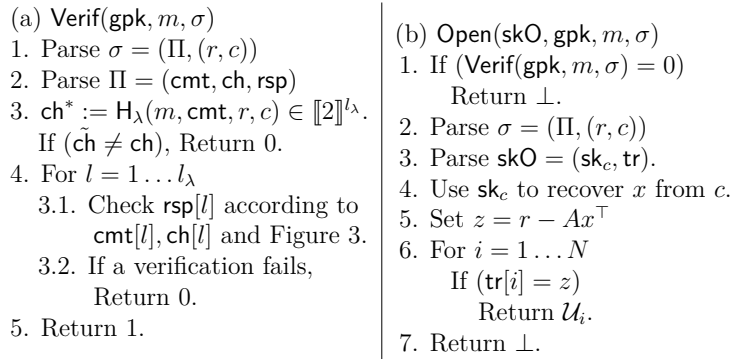 (a) Verif(gpk, m, σ)
1. Parse σ = (Π, (r, c))
2. Parse Π = (cmt, ch, rsp)
3. ch* := H_λ(m, cmt, r, c) ∈ ⟦2⟧^{l_λ}.
If (c̃h ≠ ch), Return 0.
4. For l = 1 … l_λ
3.1. Check rsp[l] according to
cmt[l], ch[l] and Figure 3.
3.2. If a verification fails,
Return 0.
5. Return 1.
(b) Open(skO, gpk, m, σ)
1. If (Verif(gpk, m, σ) = 0)
Return ⊥.
2. Parse σ = (Π, (r, c))
3. Parse skO = (sk_c, tr).
4. Use sk_c to recover x from c.
5. Set z = r − Ax^⊤
6. For i = 1 … N
If (tr[i] = z)
Return 𝒰_i.
7. Return ⊥.